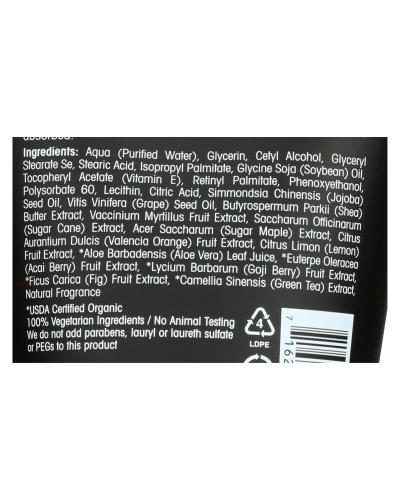 absorbed.
Ingredients: Aqua (Purified Water), Glycerin, Cetyl Alcohol, Glyceryl
Stearate Se, Stearic Acid, Isopropyl Palmitate, Glycine Soja (Soybean) Oil,
Tocopheryl Acetate (Vitamin E), Retinyl Palmitate, Phenoxyethanol,
Polysorbate 60, Lecithin, Citric Acid, Simmondsia Chinensis (Jojoba)
Seed Oil, Vitis Vinifera (Grape) Seed Oil, Butyrospermum Parkii (Shea)
Butter Extract, Vaccinium Myrtillus Fruit Extract, Saccharum Officinarum
(Sugar Cane) Extract, Acer Saccharum (Sugar Maple) Extract, Citrus
Aurantium Dulcis (Valencia Orange) Fruit Extract, Citrus Limon (Lemon)
Fruit Extract, *Aloe Barbadensis (Aloe Vera) Leaf Juice, *Euterpe Oleracea
(Acai Berry) Fruit Extract, *Lycium Barbarum (Goji Berry) Fruit Extract,
*Ficus Carica (Fig) Fruit Extract, *Camellia Sinensis (Green Tea) Extract,
Natural Fragrance
*USDA Certified Organic
100% Vegetarian Ingredients / No Animal Testing
We do not add parabens, lauryl or laureth sulfate
or PEGs to this product
4
LDPE
7
162